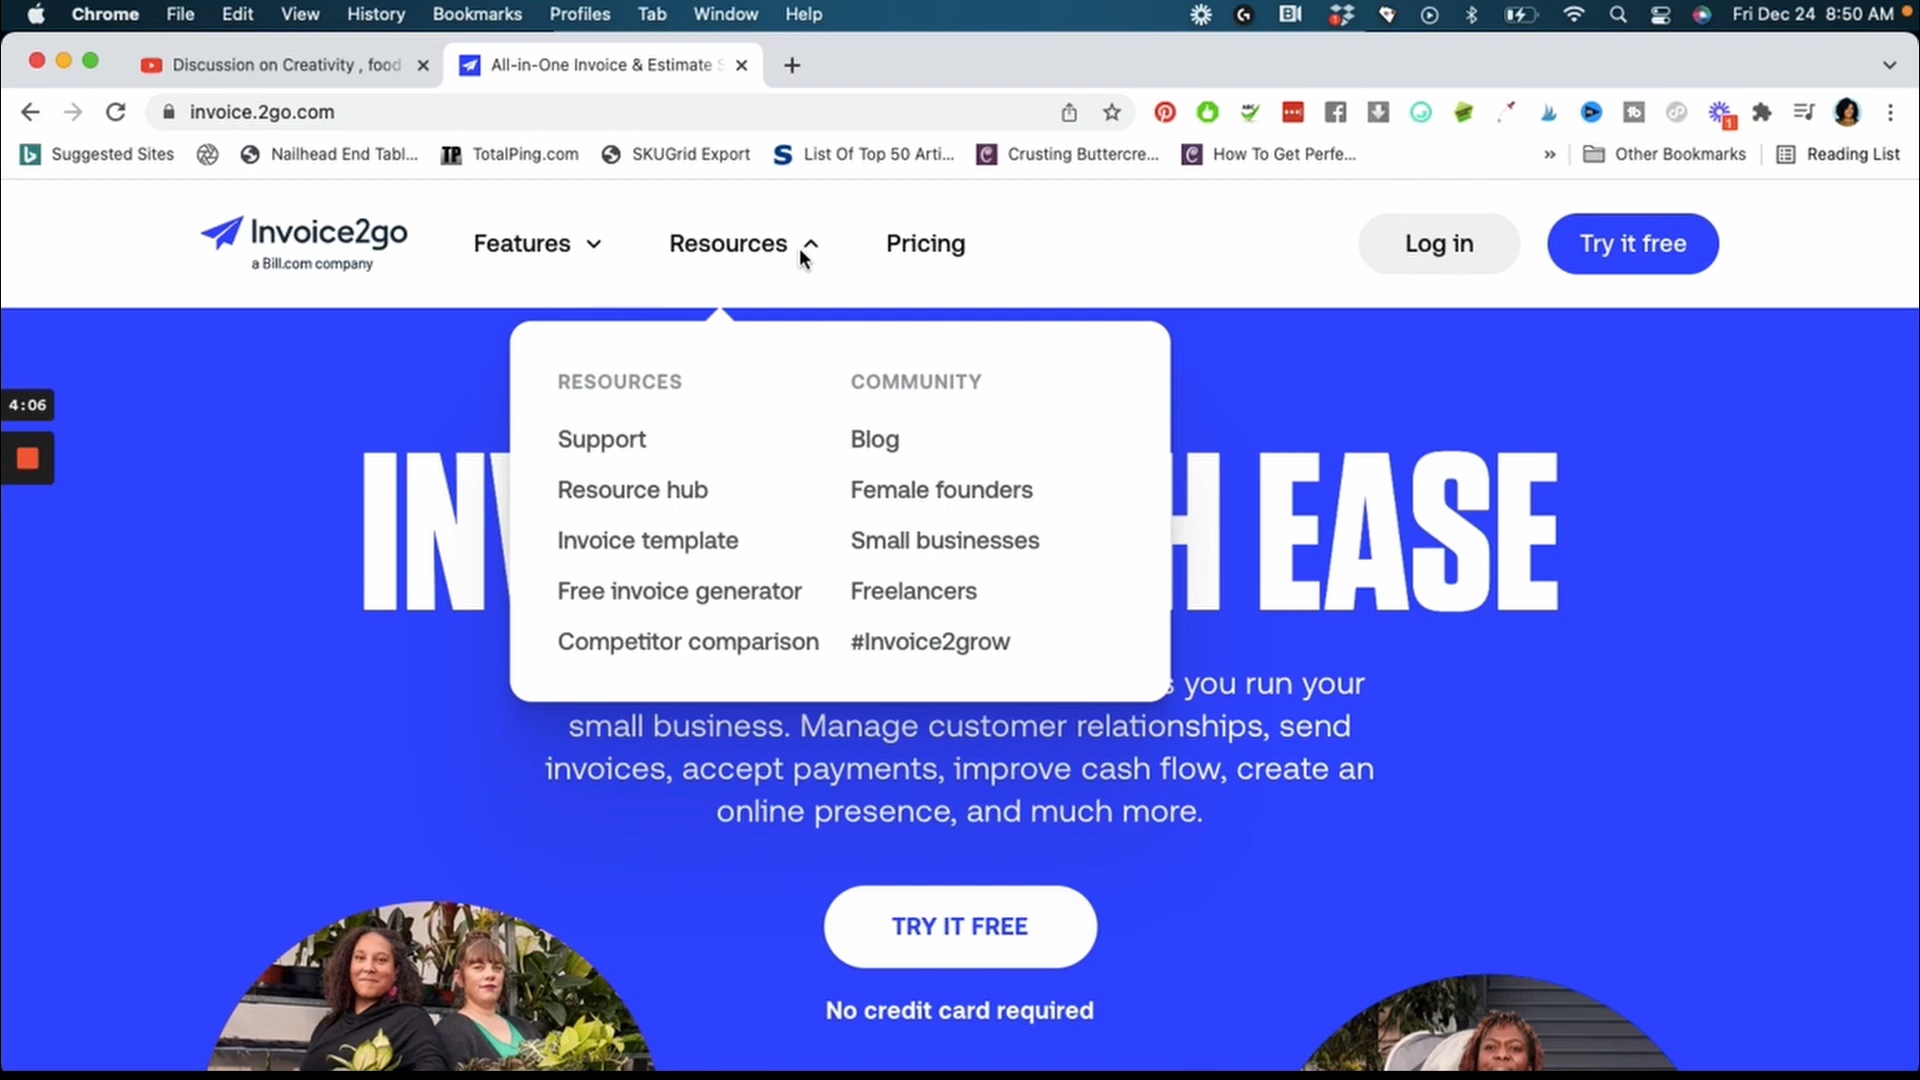 Chrome File Edit View History Bookmarks Profiles Tab Window Help Fri Dec 24 8:50 AM
Discussion on Creativity , food
All-in-One Invoice & Estimate S
invoice.2go.com
Suggested Sites
Nailhead End Tabl...
TotalPing.com
SKUGrid Export
List Of Top 50 Arti...
Crusting Buttercre...
How To Get Perfe...
»
Other Bookmarks
Reading List
Invoice2go
a Bill.com company
Features
Resources
Pricing
Log in
Try it free
4:06
RESOURCES
Support
Resource hub
Invoice template
Free invoice generator
Competitor comparison
COMMUNITY
Blog
Female founders
Small businesses
Freelancers
#Invoice2grow
EASE
you run your
small business. Manage customer relationships, send
invoices, accept payments, improve cash flow, create an
online presence, and much more.
TRY IT FREE
No credit card required